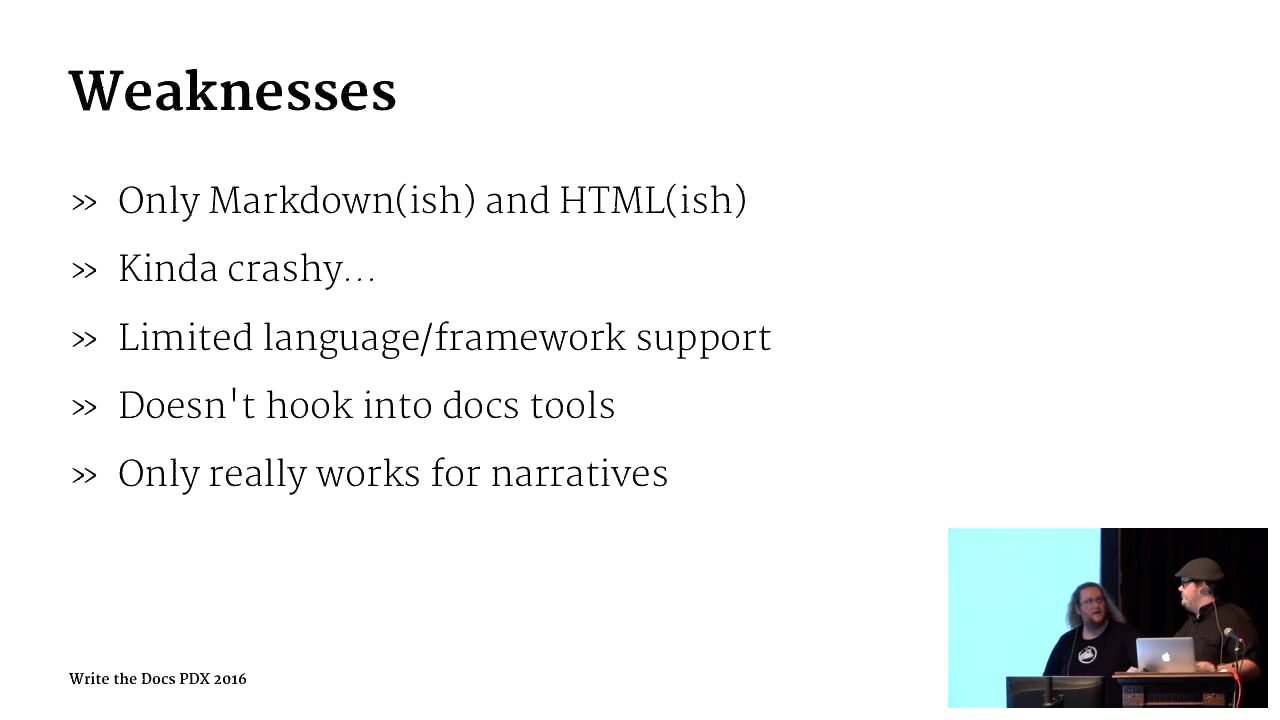 Weaknesses
» Only Markdown(ish) and HTML(ish)
» Kinda crashy...
» Limited language/framework support
» Doesn't hook into docs tools
» Only really works for narratives
Write the Docs PDX 2016